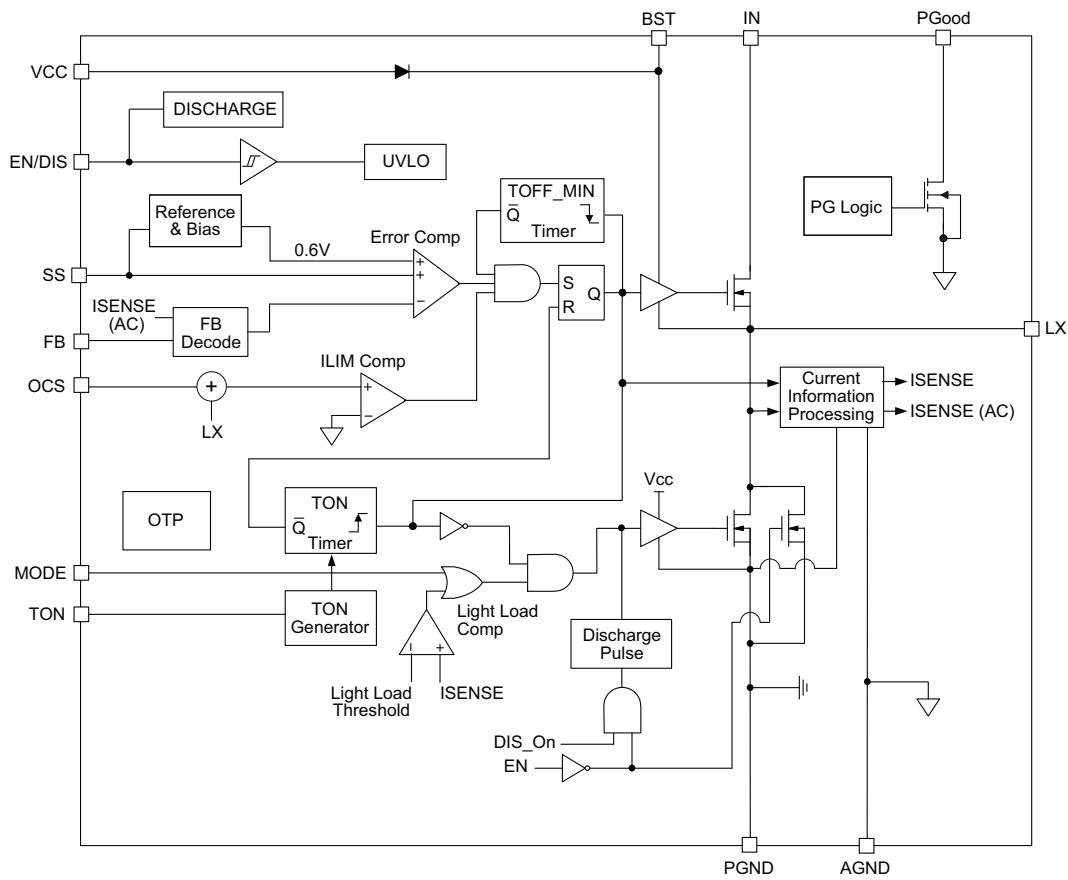 BST
IN
PGood
VCC
DISCHARGE
EN/DIS
UVLO
TOFF_MIN
Q̅
Timer
PG Logic
Reference
& Bias
Error Comp
0.6V
SS
S
Q
R
ISENSE
(AC)
FB
Decode
FB
LX
ILIM Comp
OCS
+
+
−
+
+
−
LX
Current
Information
Processing
ISENSE
ISENSE (AC)
Vcc
OTP
TON
Q̅
Timer
MODE
TON
TON
Generator
Light Load
Comp
−
+
Discharge
Pulse
Light Load
Threshold
ISENSE
DIS_On
EN
PGND
AGND